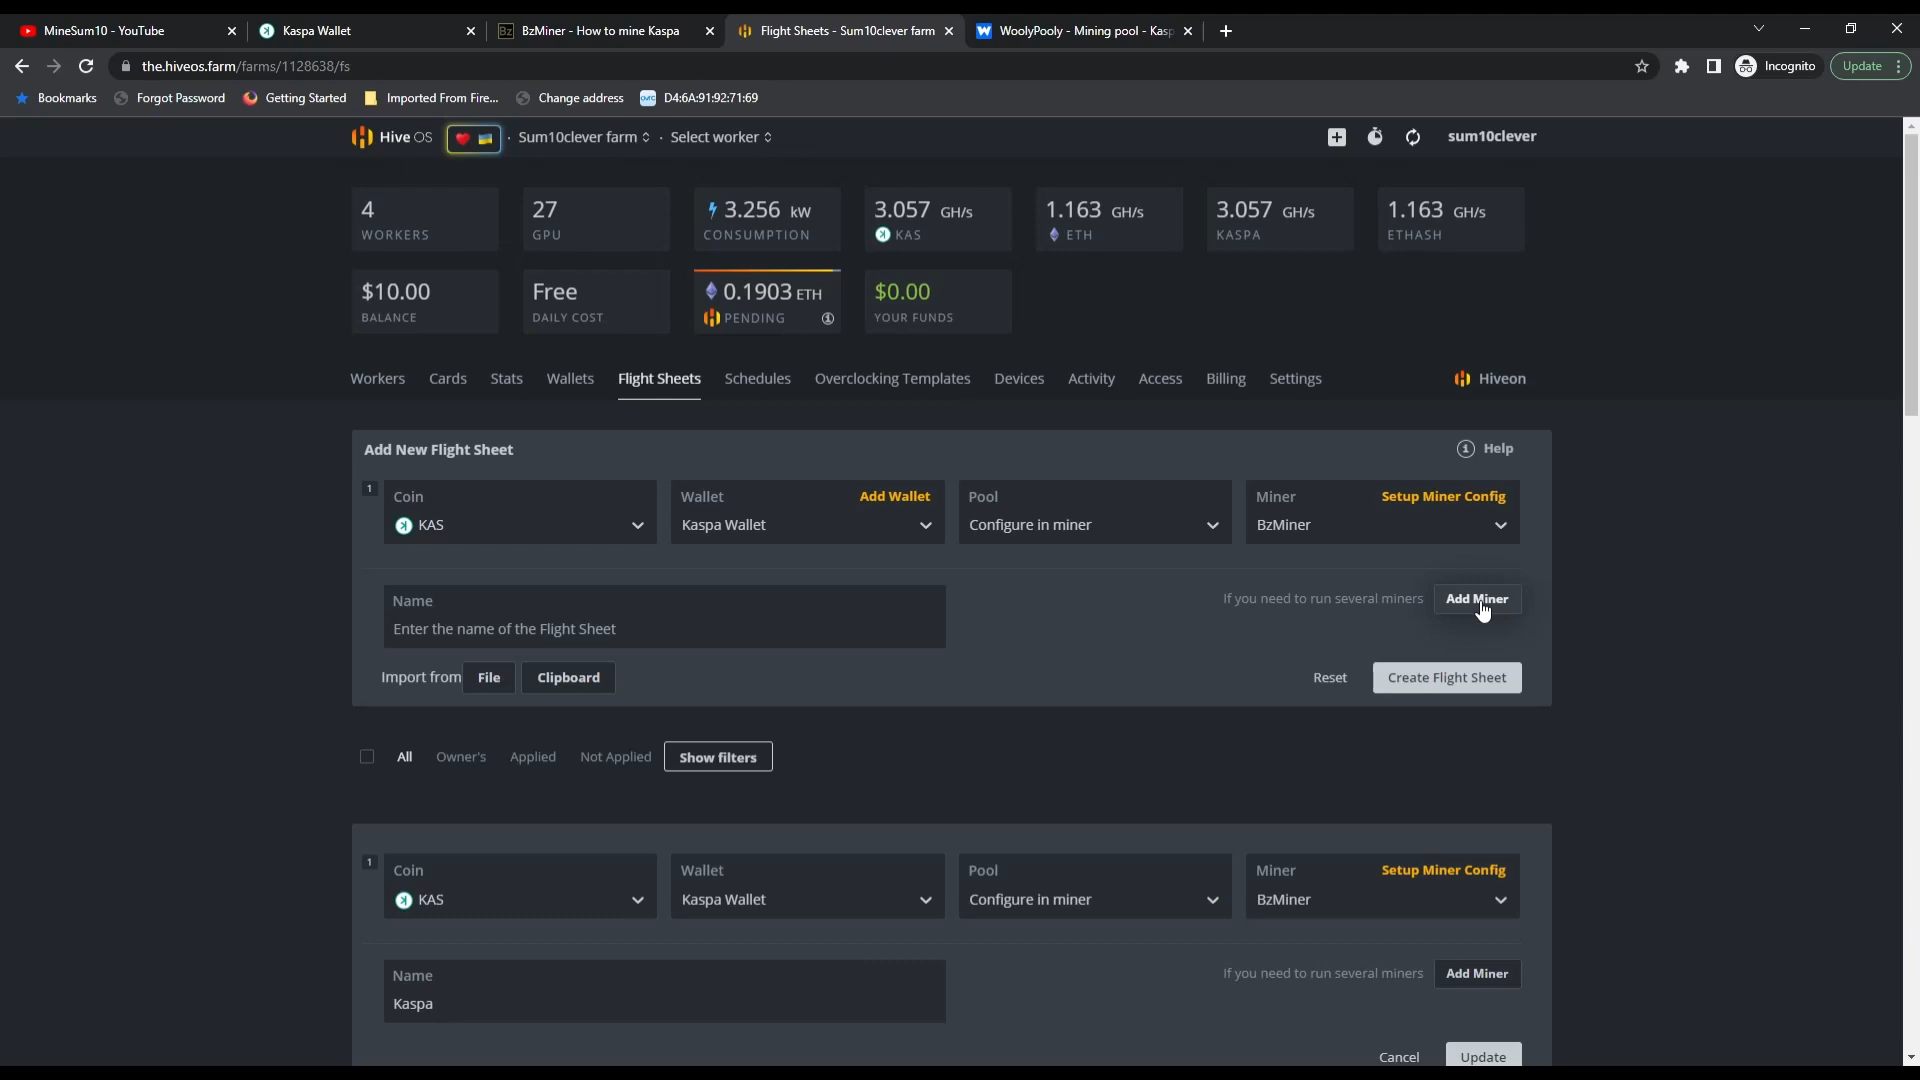 MineSum10 - YouTube
Kaspa Wallet
Bz
BzMiner - How to mine Kaspa
Flight Sheets - Sum10clever farm
WoolyPooly - Mining pool - Kasp
the.hiveos.farm/farms/1128638/fs
Incognito
Update
Bookmarks
Forgot Password
Getting Started
Imported From Fire...
Change address
D4:6A:91:92:71:69
Hive OS
Sum10clever farm
Select worker
sum10clever
4
WORKERS
27
GPU
3.256 kW
CONSUMPTION
3.057 GH/s
KAS
1.163 GH/s
ETH
3.057 GH/s
KASPA
1.163 GH/s
ETHASH
$10.00
BALANCE
Free
DAILY COST
0.1903 ETH
PENDING
$0.00
YOUR FUNDS
Workers
Cards
Stats
Wallets
Flight Sheets
Schedules
Overclocking Templates
Devices
Activity
Access
Billing
Settings
Hiveon
Add New Flight Sheet
Help
1
Coin
KAS
Wallet
Add Wallet
Kaspa Wallet
Pool
Configure in miner
Miner
Setup Miner Config
BzMiner
Name
Enter the name of the Flight Sheet
If you need to run several miners
Add Miner
Import from
File
Clipboard
Reset
Create Flight Sheet
All
Owner's
Applied
Not Applied
Show filters
1
Coin
KAS
Wallet
Kaspa Wallet
Pool
Configure in miner
Miner
Setup Miner Config
BzMiner
Name
Kaspa
If you need to run several miners
Add Miner
Cancel
Update